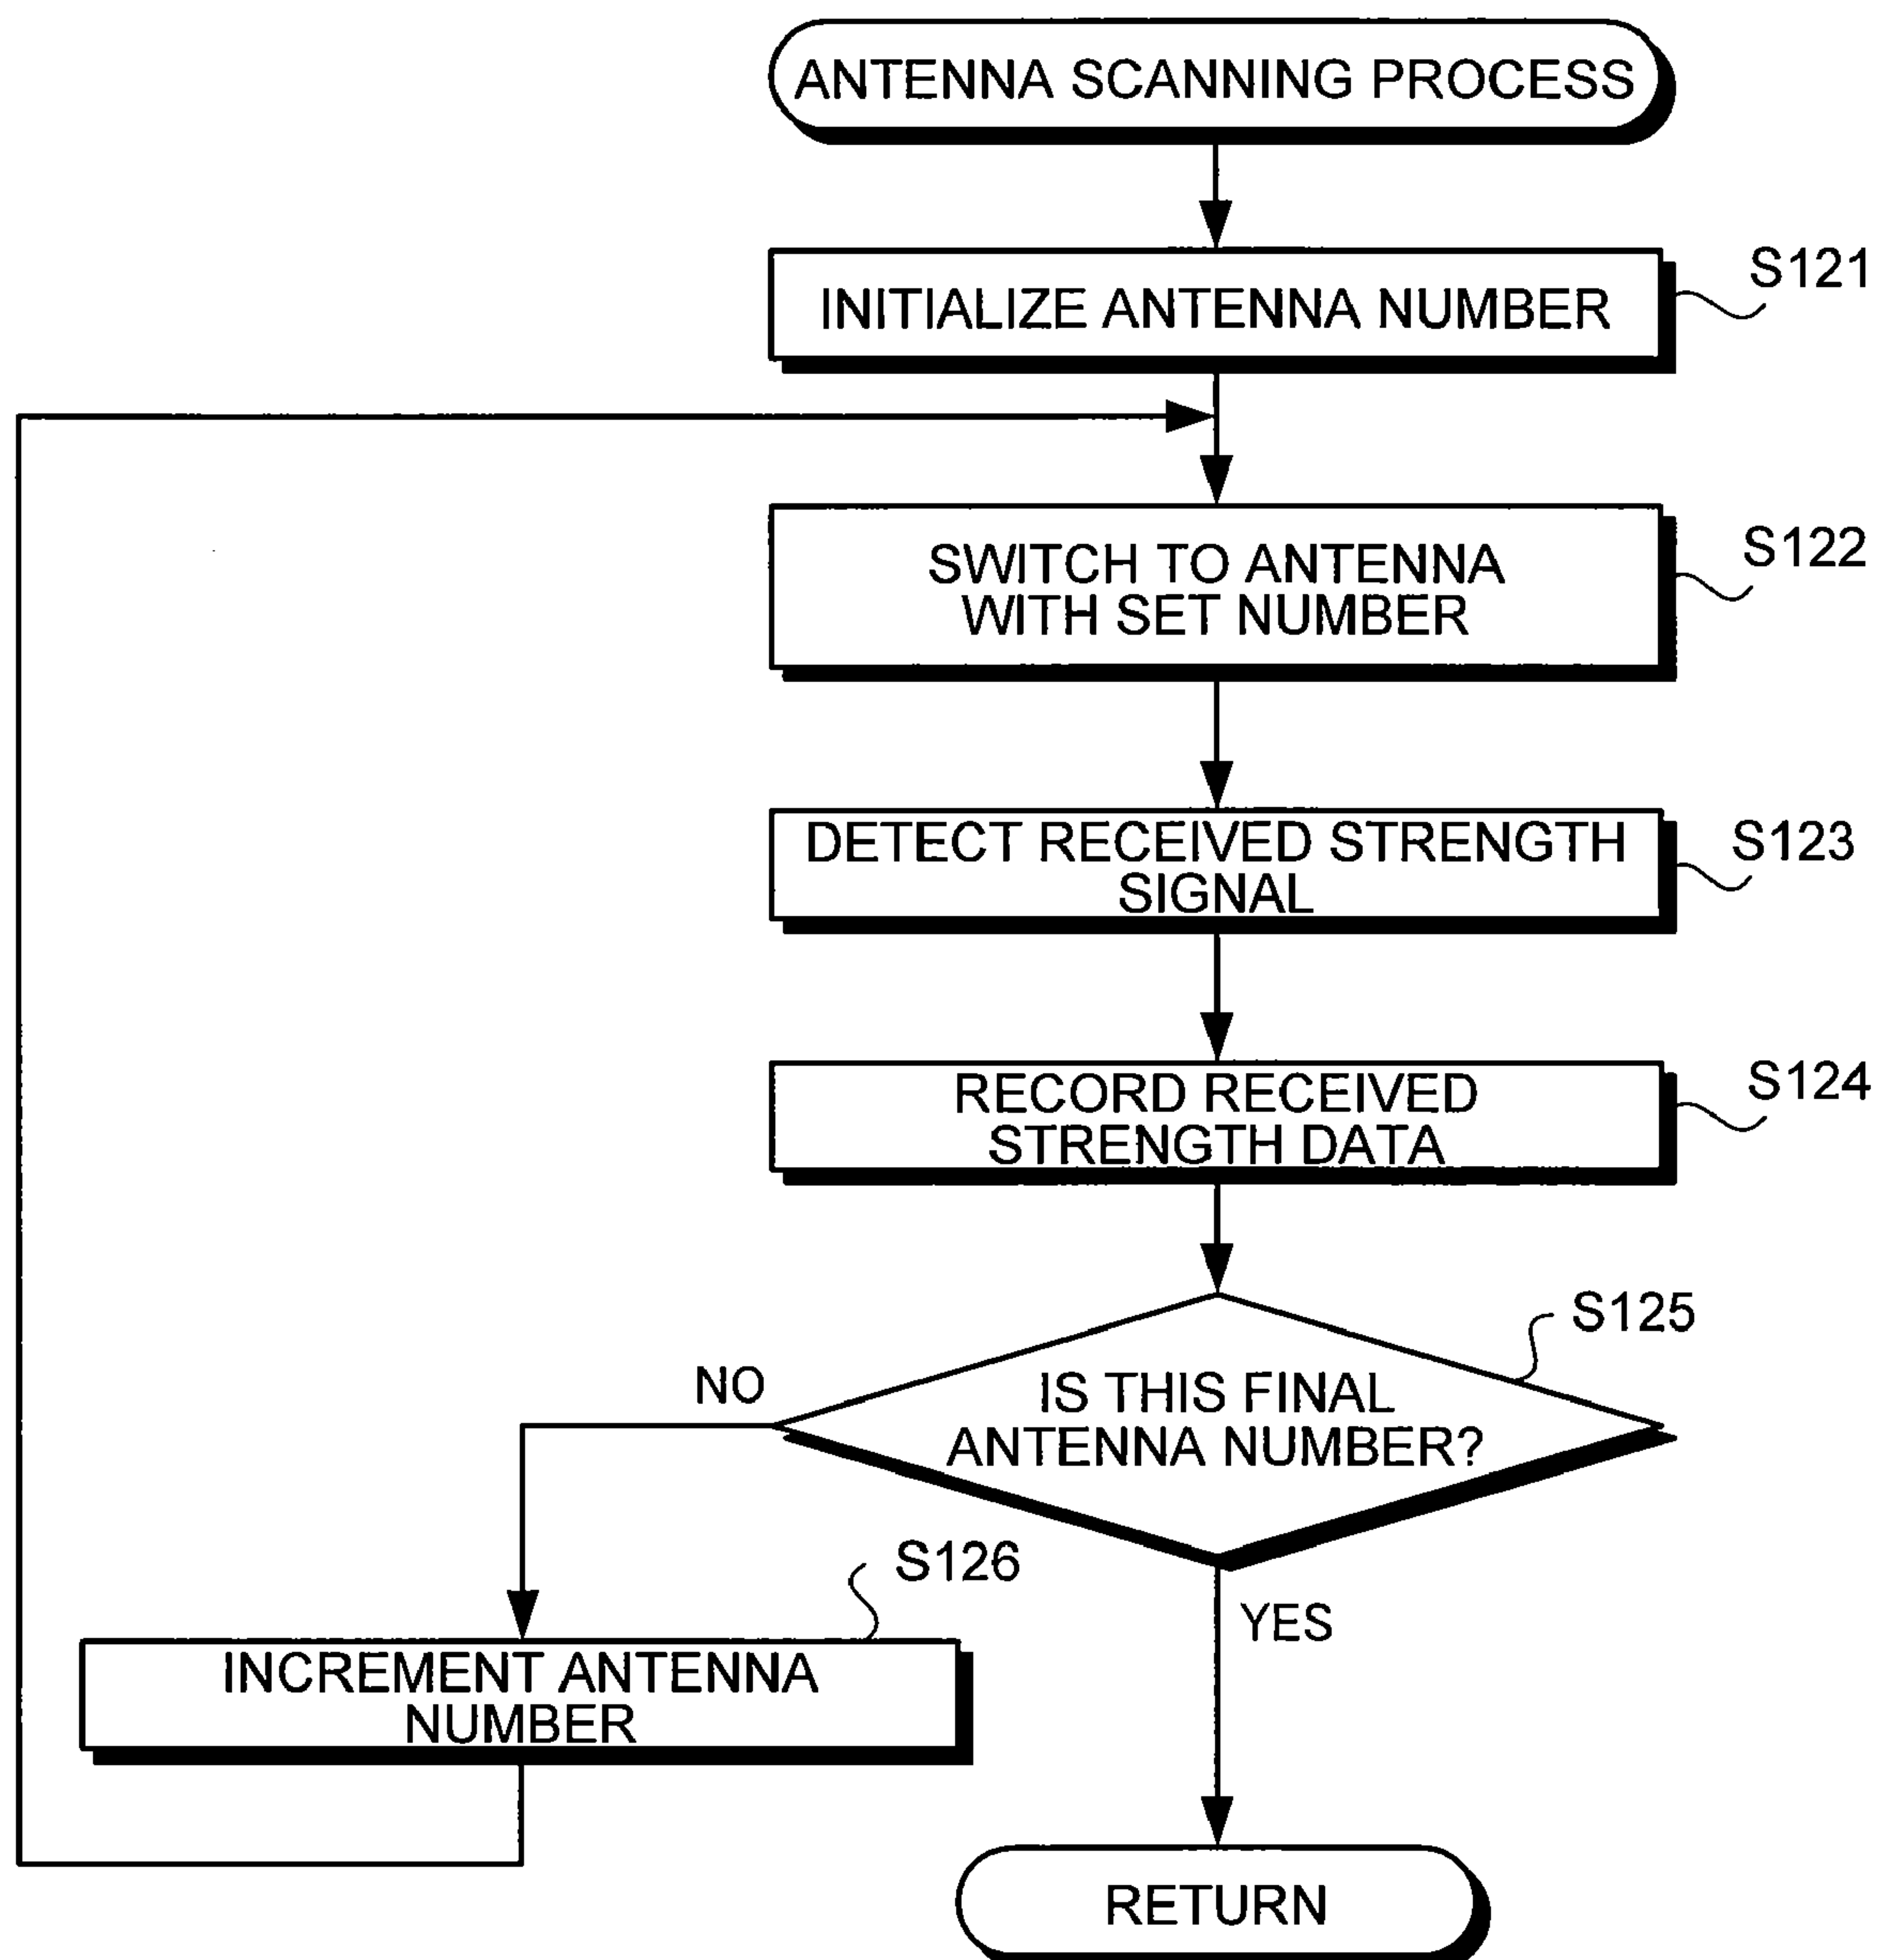 ANTENNA SCANNING PROCESS
INITIALIZE ANTENNA NUMBER
S121
SWITCH TO ANTENNA
WITH SET NUMBER
S122
DETECT RECEIVED STRENGTH
SIGNAL
S123
RECORD RECEIVED
STRENGTH DATA
S124
IS THIS FINAL
ANTENNA NUMBER?
S125
NO
YES
S126
INCREMENT ANTENNA
NUMBER
RETURN